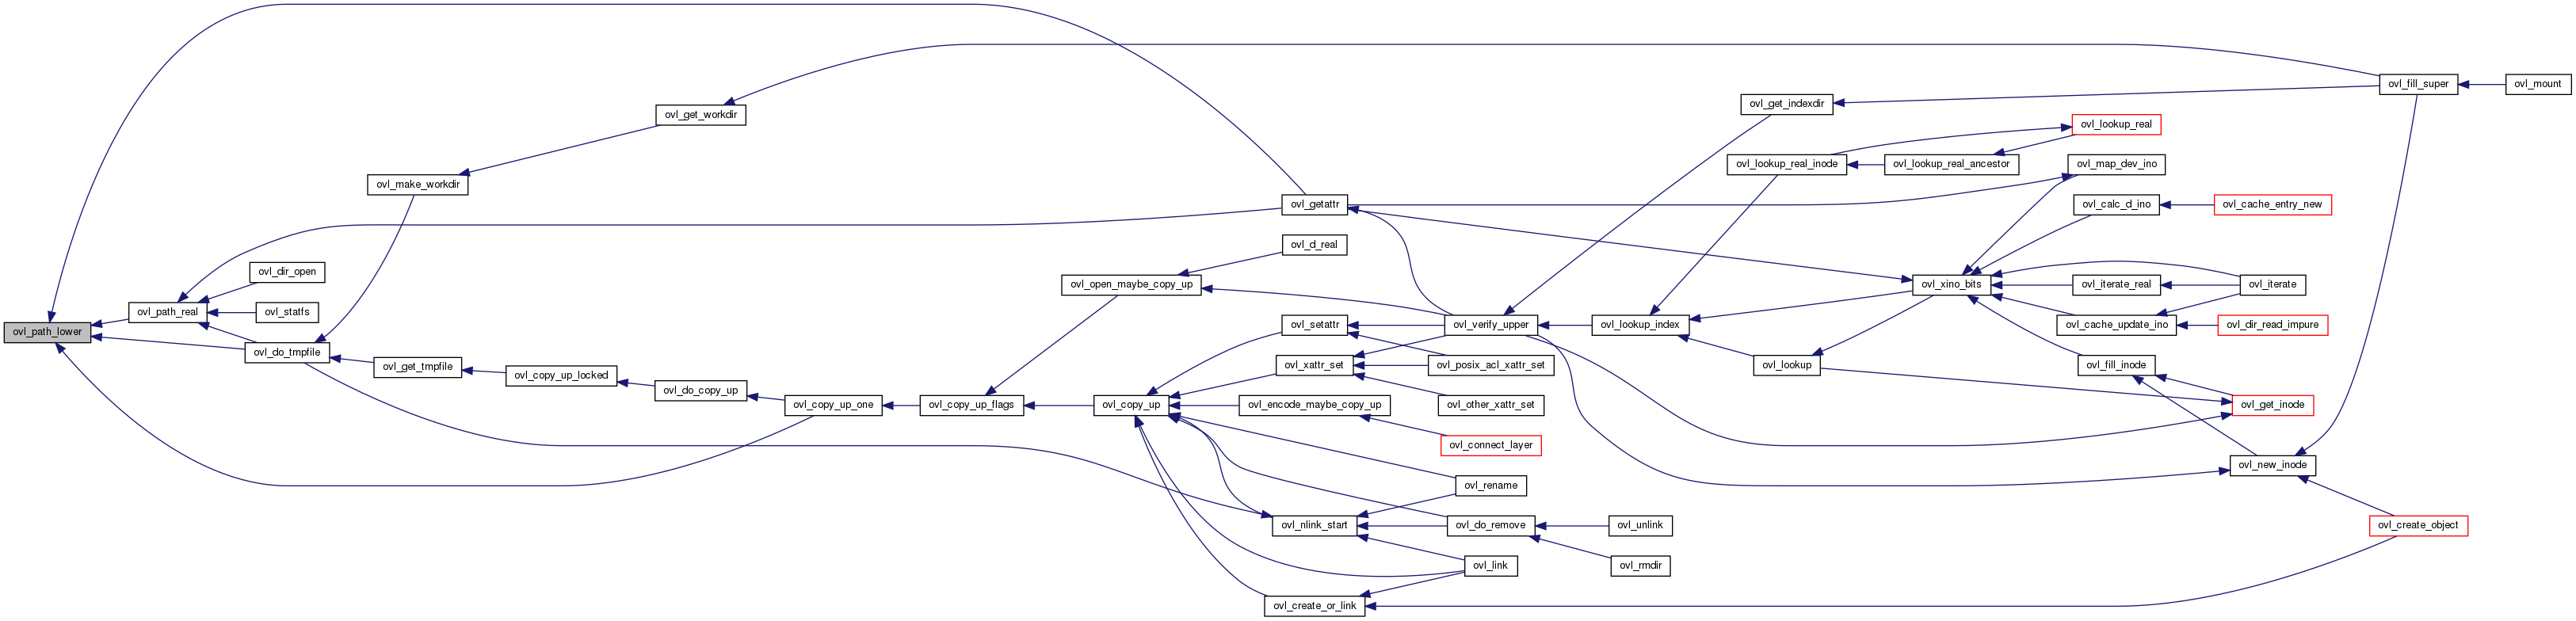 ovl_path_lower
ovl_path_real
ovl_dir_open
ovl_statfs
ovl_do_tmpfile
ovl_make_workdir
ovl_get_tmpfile
ovl_copy_up_locked
ovl_get_workdir
ovl_do_copy_up
ovl_copy_up_one
ovl_copy_up_flags
ovl_open_maybe_copy_up
ovl_copy_up
ovl_getattr
ovl_d_real
ovl_setattr
ovl_xattr_set
ovl_encode_maybe_copy_up
ovl_nlink_start
ovl_create_or_link
ovl_verify_upper
ovl_posix_acl_xattr_set
ovl_other_xattr_set
ovl_connect_layer
ovl_rename
ovl_do_remove
ovl_link
ovl_lookup_index
ovl_unlink
ovl_rmdir
ovl_get_indexdir
ovl_lookup_real_inode
ovl_lookup
ovl_lookup_real_ancestor
ovl_xino_bits
ovl_lookup_real
ovl_map_dev_ino
ovl_calc_d_ino
ovl_iterate_real
ovl_cache_update_ino
ovl_fill_inode
ovl_cache_entry_new
ovl_iterate
ovl_dir_read_impure
ovl_get_inode
ovl_new_inode
ovl_fill_super
ovl_create_object
ovl_mount